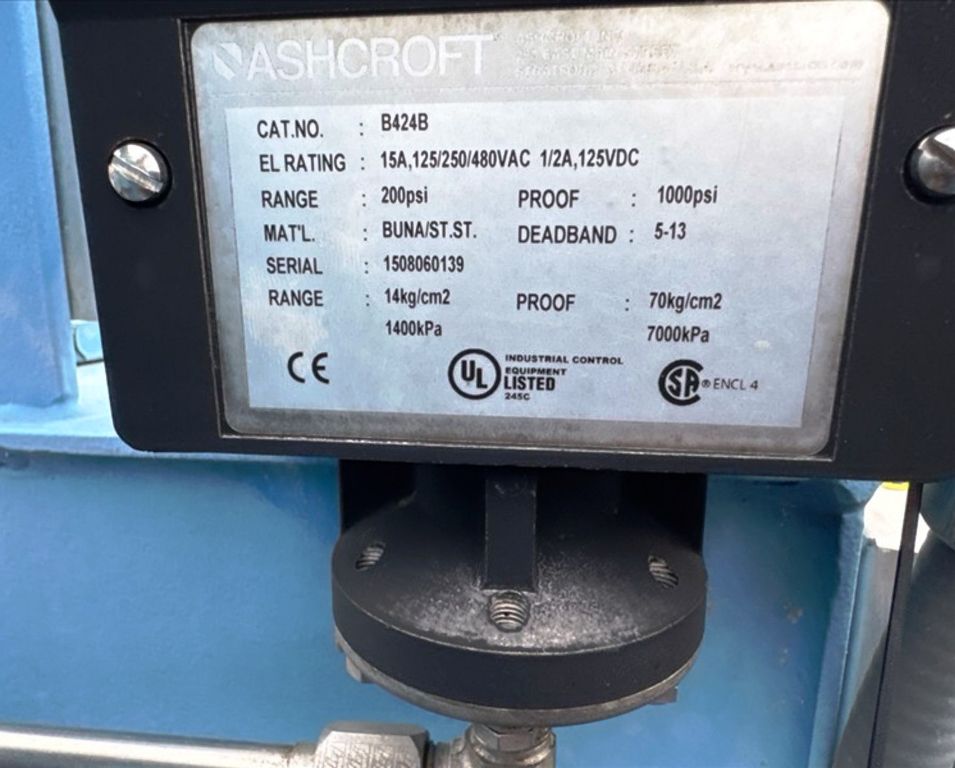 ASHCROFT
CAT.NO. : B424B
EL RATING : 15A,125/250/480VAC 1/2A,125VDC
RANGE : 200psi PROOF : 1000psi
MAT'L. : BUNA/ST.ST. DEADBAND : 5-13
SERIAL : 1508060139
RANGE : 14kg/cm2 PROOF : 70kg/cm2
1400kPa 7000kPa
CE UL LISTED INDUSTRIAL CONTROL
EQUIPMENT
245C
SA ® ENCL 4